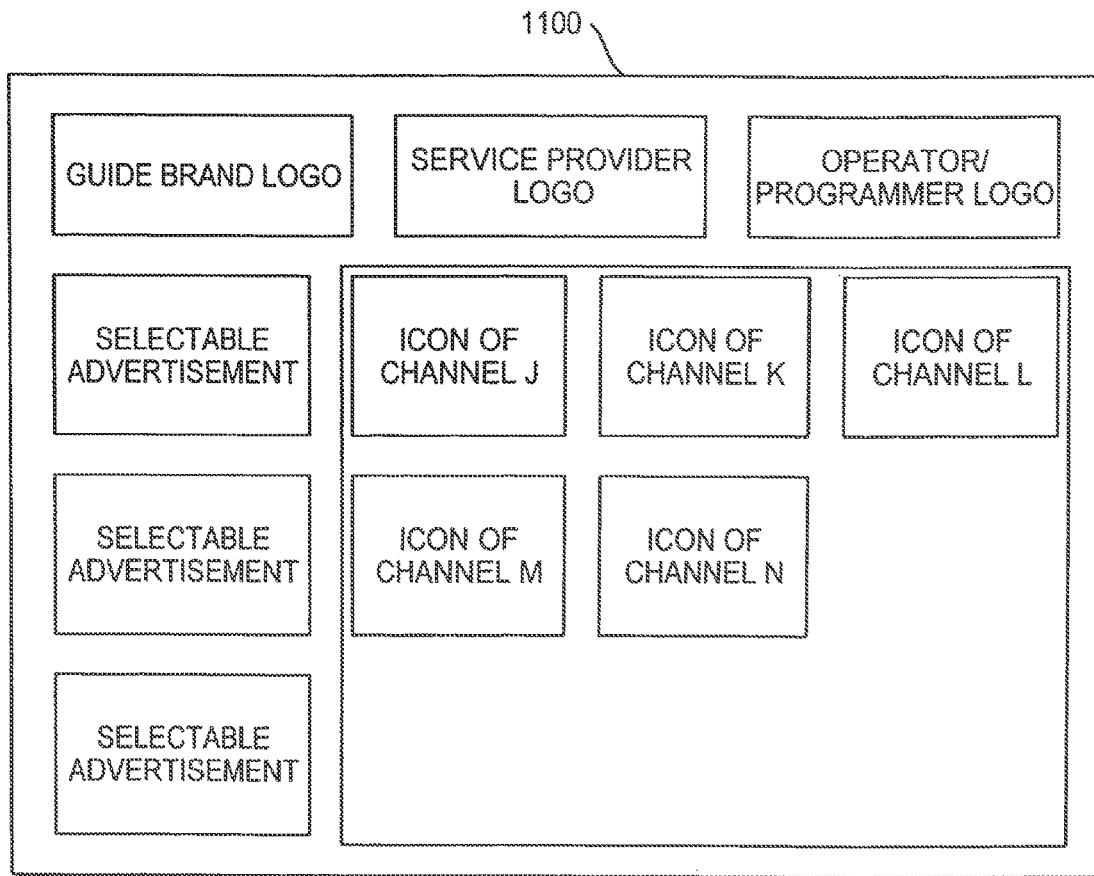 1100
GUIDE BRAND LOGO
SERVICE PROVIDER
LOGO
OPERATOR/
PROGRAMMER LOGO
SELECTABLE
ADVERTISEMENT
ICON OF
CHANNEL J
ICON OF
CHANNEL K
ICON OF
CHANNEL L
SELECTABLE
ADVERTISEMENT
ICON OF
CHANNEL M
ICON OF
CHANNEL N
SELECTABLE
ADVERTISEMENT